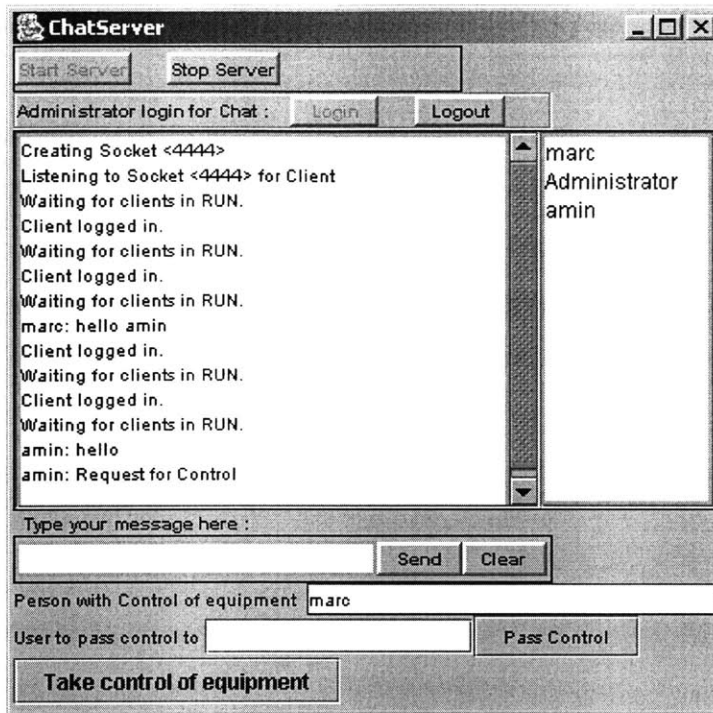 ChatServer
Start Server Stop Server
Administrator login for Chat : Login Logout
Creating Socket <4444>
Listening to Socket <4444> for Client
Waiting for clients in RUN.
Client logged in.
Waiting for clients in RUN.
Client logged in.
Waiting for clients in RUN.
marc: hello amin
Client logged in.
Waiting for clients in RUN.
Client logged in.
Waiting for clients in RUN.
amin: hello
amin: Request for Control
marc
Administrator
amin
Type your message here :
Send Clear
Person with Control of equipment marc
User to pass control to Pass Control
Take control of equipment